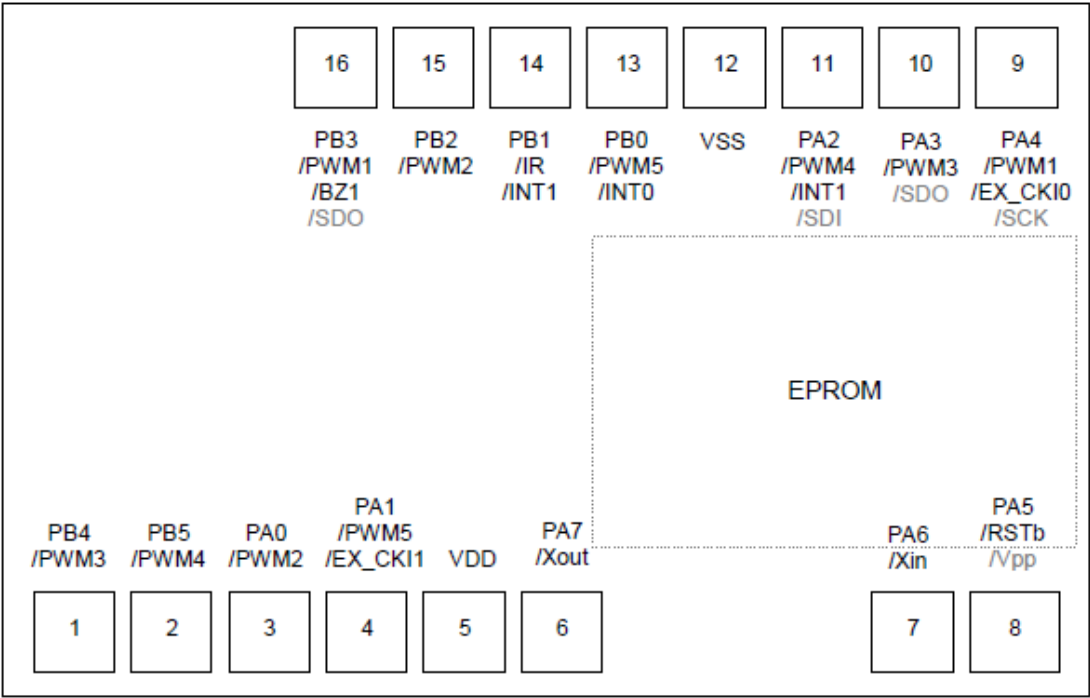 16 15 14 13 12 11 10 9
PB3 PB2 PB1 PB0 VSS PA2 PA3 PA4
/PWM1 /PWM2 /IR /PWM5 /PWM4 /PWM3 /PWM1
/BZ1 /INT1 /INT0 /INT1 /SDO /EX_CKI0
/SDO /SDI /SCK
EPROM
PA1 PA5
PB4 PB5 PA0 /PWM5 PA7 PA6 /RSTb
/PWM3 /PWM4 /PWM2 /EX_CKI1 VDD /Xout /Xin /Vpp
1 2 3 4 5 6 7 8